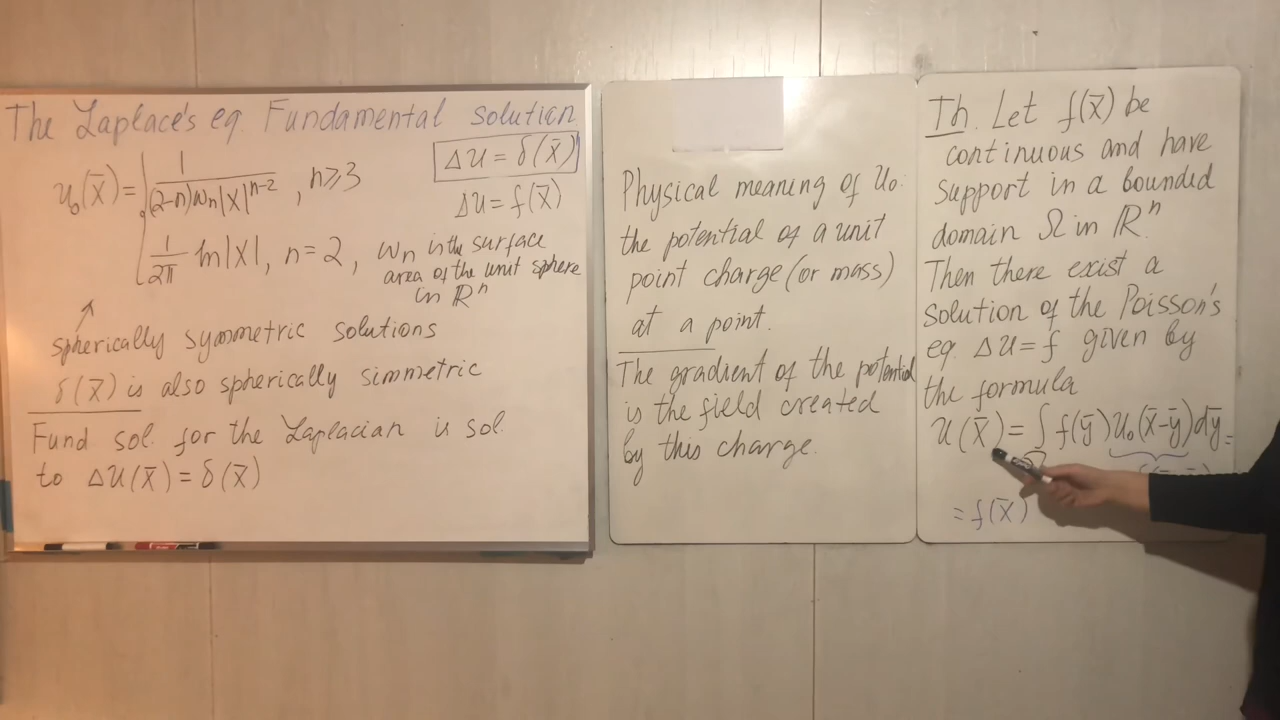 The Laplace's eq. Fundamental solution
ΔU = δ(x̄)
u₀(x̄) = { 1/((2-n)ωₙ|x|ⁿ⁻²), n≥3
ΔU = f(x̄)
1/2π ln|x|, n=2, ωₙ is the surface
area of the unit sphere
in ℝⁿ
spherically symmetric solutions
δ(x̄) is also spherically simmetric
Fund sol. for the Laplacian is sol.
to ΔU(x̄) = δ(x̄)
Physical meaning of U₀:
the potential of a unit
point charge (or mass)
at a point.
The gradient of the potential
is the field created
by this charge.
Th. Let f(x̄) be
continuous and have
support in a bounded
domain Ω in ℝⁿ.
Then there exist a
solution of the Poisson's
eq. ΔU = f given by
the formula
U(x̄) = ∫ f(ȳ)U₀(x̄-ȳ)dȳ =
= f(x̄)